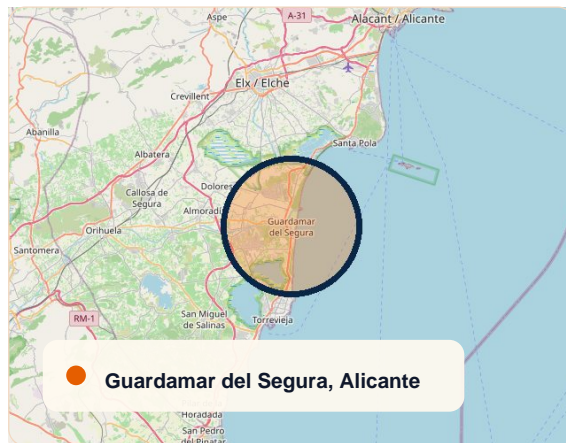 Aspe
A-31
Alacant / Alicante
Elx / Elche
Crevillent
Abanilla
Santa Pola
Albatera
Dolores
Callosa de
Segura
Almoradí
Orihuela
Guardamar
del Segura
Santomera
San Miguel
de Salinas
RM-1
Torrevieja
Guardamar del Segura, Alicante
Horadada
San Pedro
del Pinatar